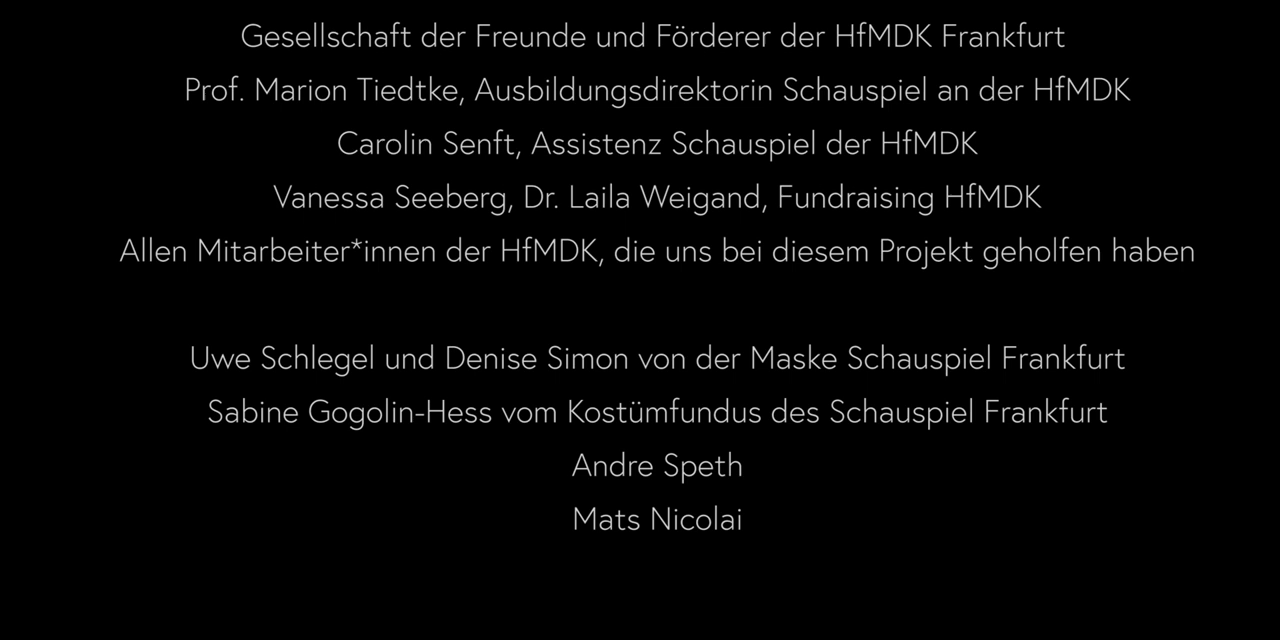 Gesellschaft der Freunde und Förderer der HfMDK Frankfurt
Prof. Marion Tiedtke, Ausbildungsdirektorin Schauspiel an der HfMDK
Carolin Senft, Assistenz Schauspiel der HfMDK
Vanessa Seeberg, Dr. Laila Weigand, Fundraising HfMDK
Allen Mitarbeiter*innen der HfMDK, die uns bei diesem Projekt geholfen haben
Uwe Schlegel und Denise Simon von der Maske Schauspiel Frankfurt
Sabine Gogolin-Hess vom Kostümfundus des Schauspiel Frankfurt
Andre Speth
Mats Nicolai